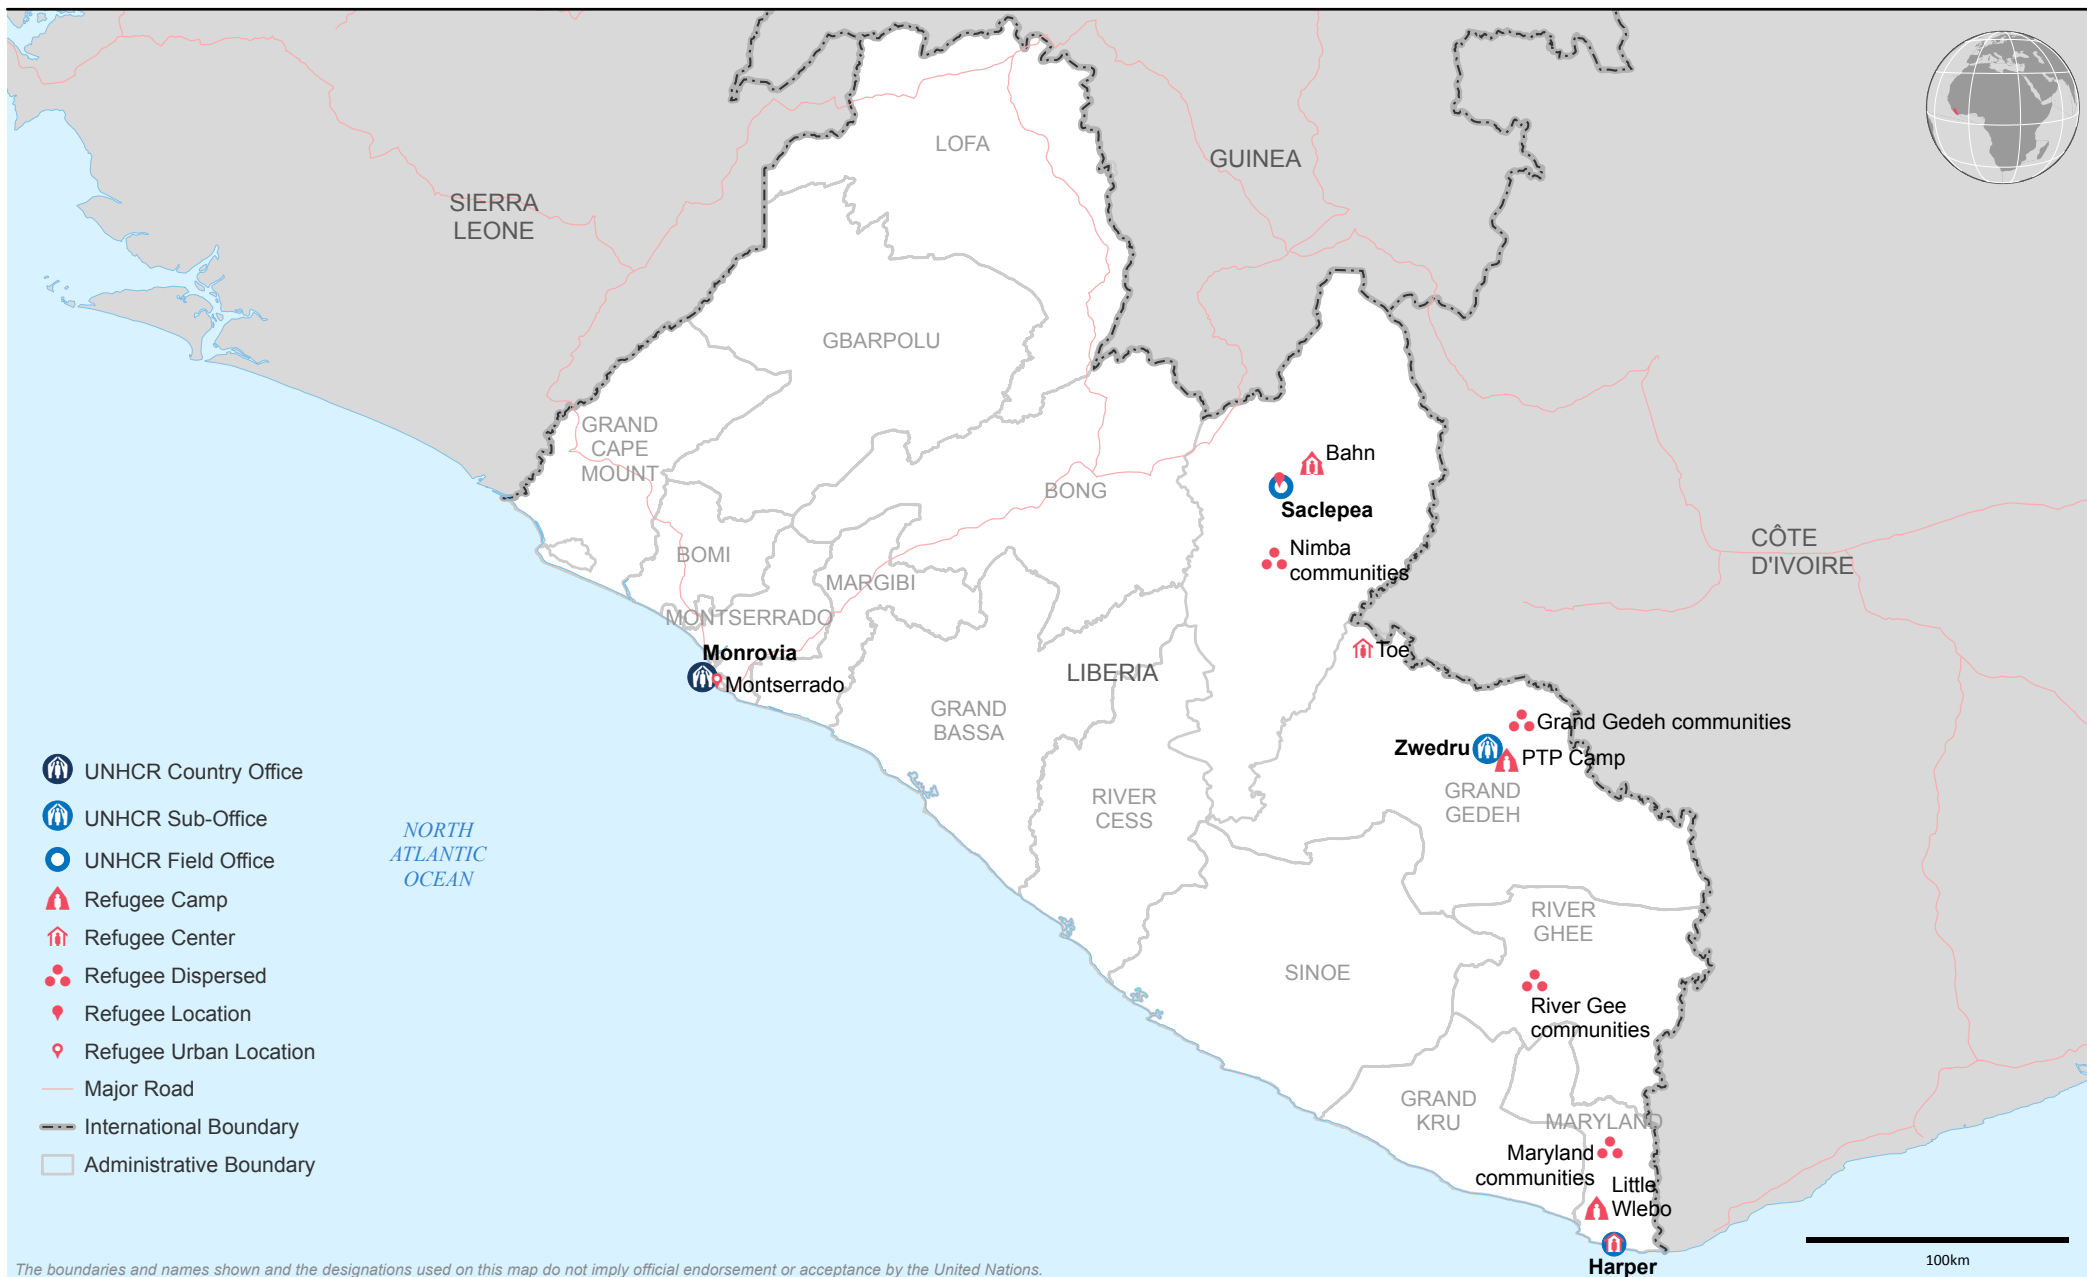 LOFA
GUINEA
SIERRA
LEONE
GBARPOLU
GRAND
CAPE
MOUNT
Bahn
BONG
Saclepea
CÔTE
D'IVOIRE
BOMI
Nimba
communities
MARGIBI
MONTSERRADO
Monrovia
Toe
LIBERIA
Montserrado
GRAND
BASSA
Grand Gedeh communities
Zwedru
PTP Camp
GRAND
GEDEH
RIVER
CESS
UNHCR Country Office
UNHCR Sub-Office
UNHCR Field Office
Refugee Camp
Refugee Center
Refugee Dispersed
Refugee Location
Refugee Urban Location
Major Road
International Boundary
Administrative Boundary
NORTH
ATLANTIC
OCEAN
RIVER
GHEE
SINOE
River Gee
communities
GRAND
KRU
MARYLAND
Maryland
communities
Little
Wlebo
Harper
100km
The boundaries and names shown and the designations used on this map do not imply official endorsement or acceptance by the United Nations.